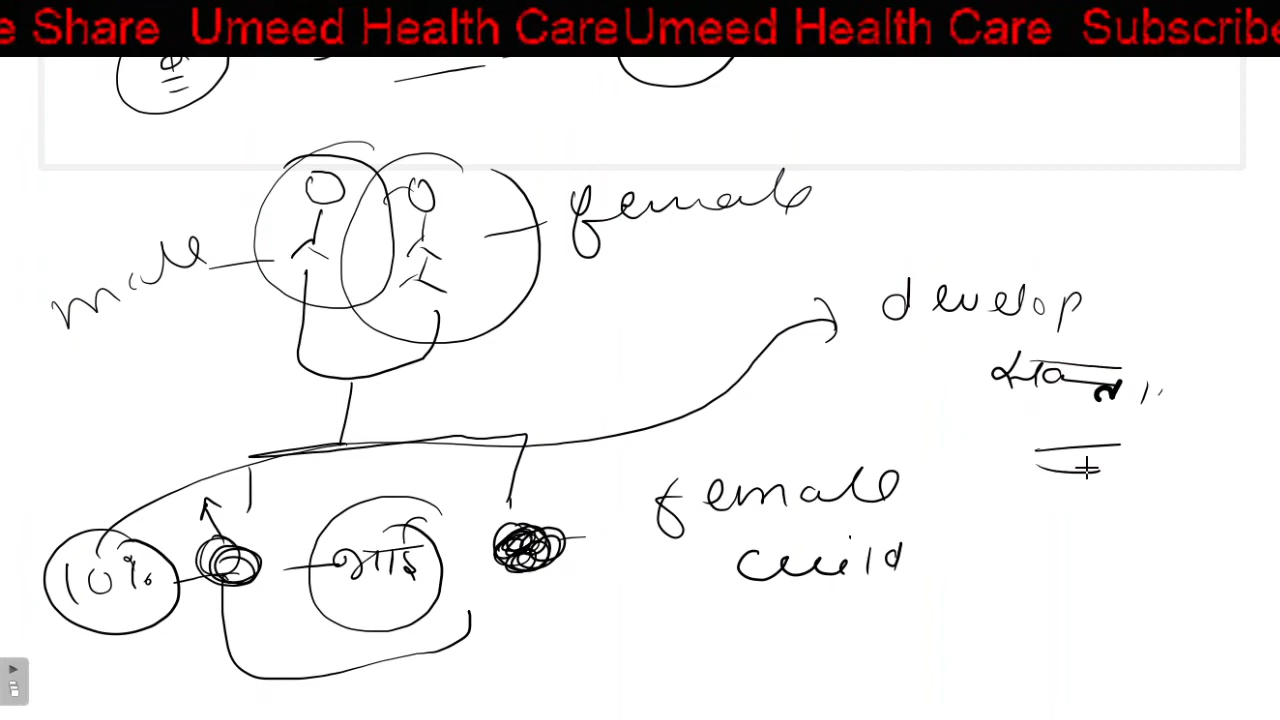 e Share Umeed Health CareUmeed Health Care Subscribe
male
female
develop
10%
female
child